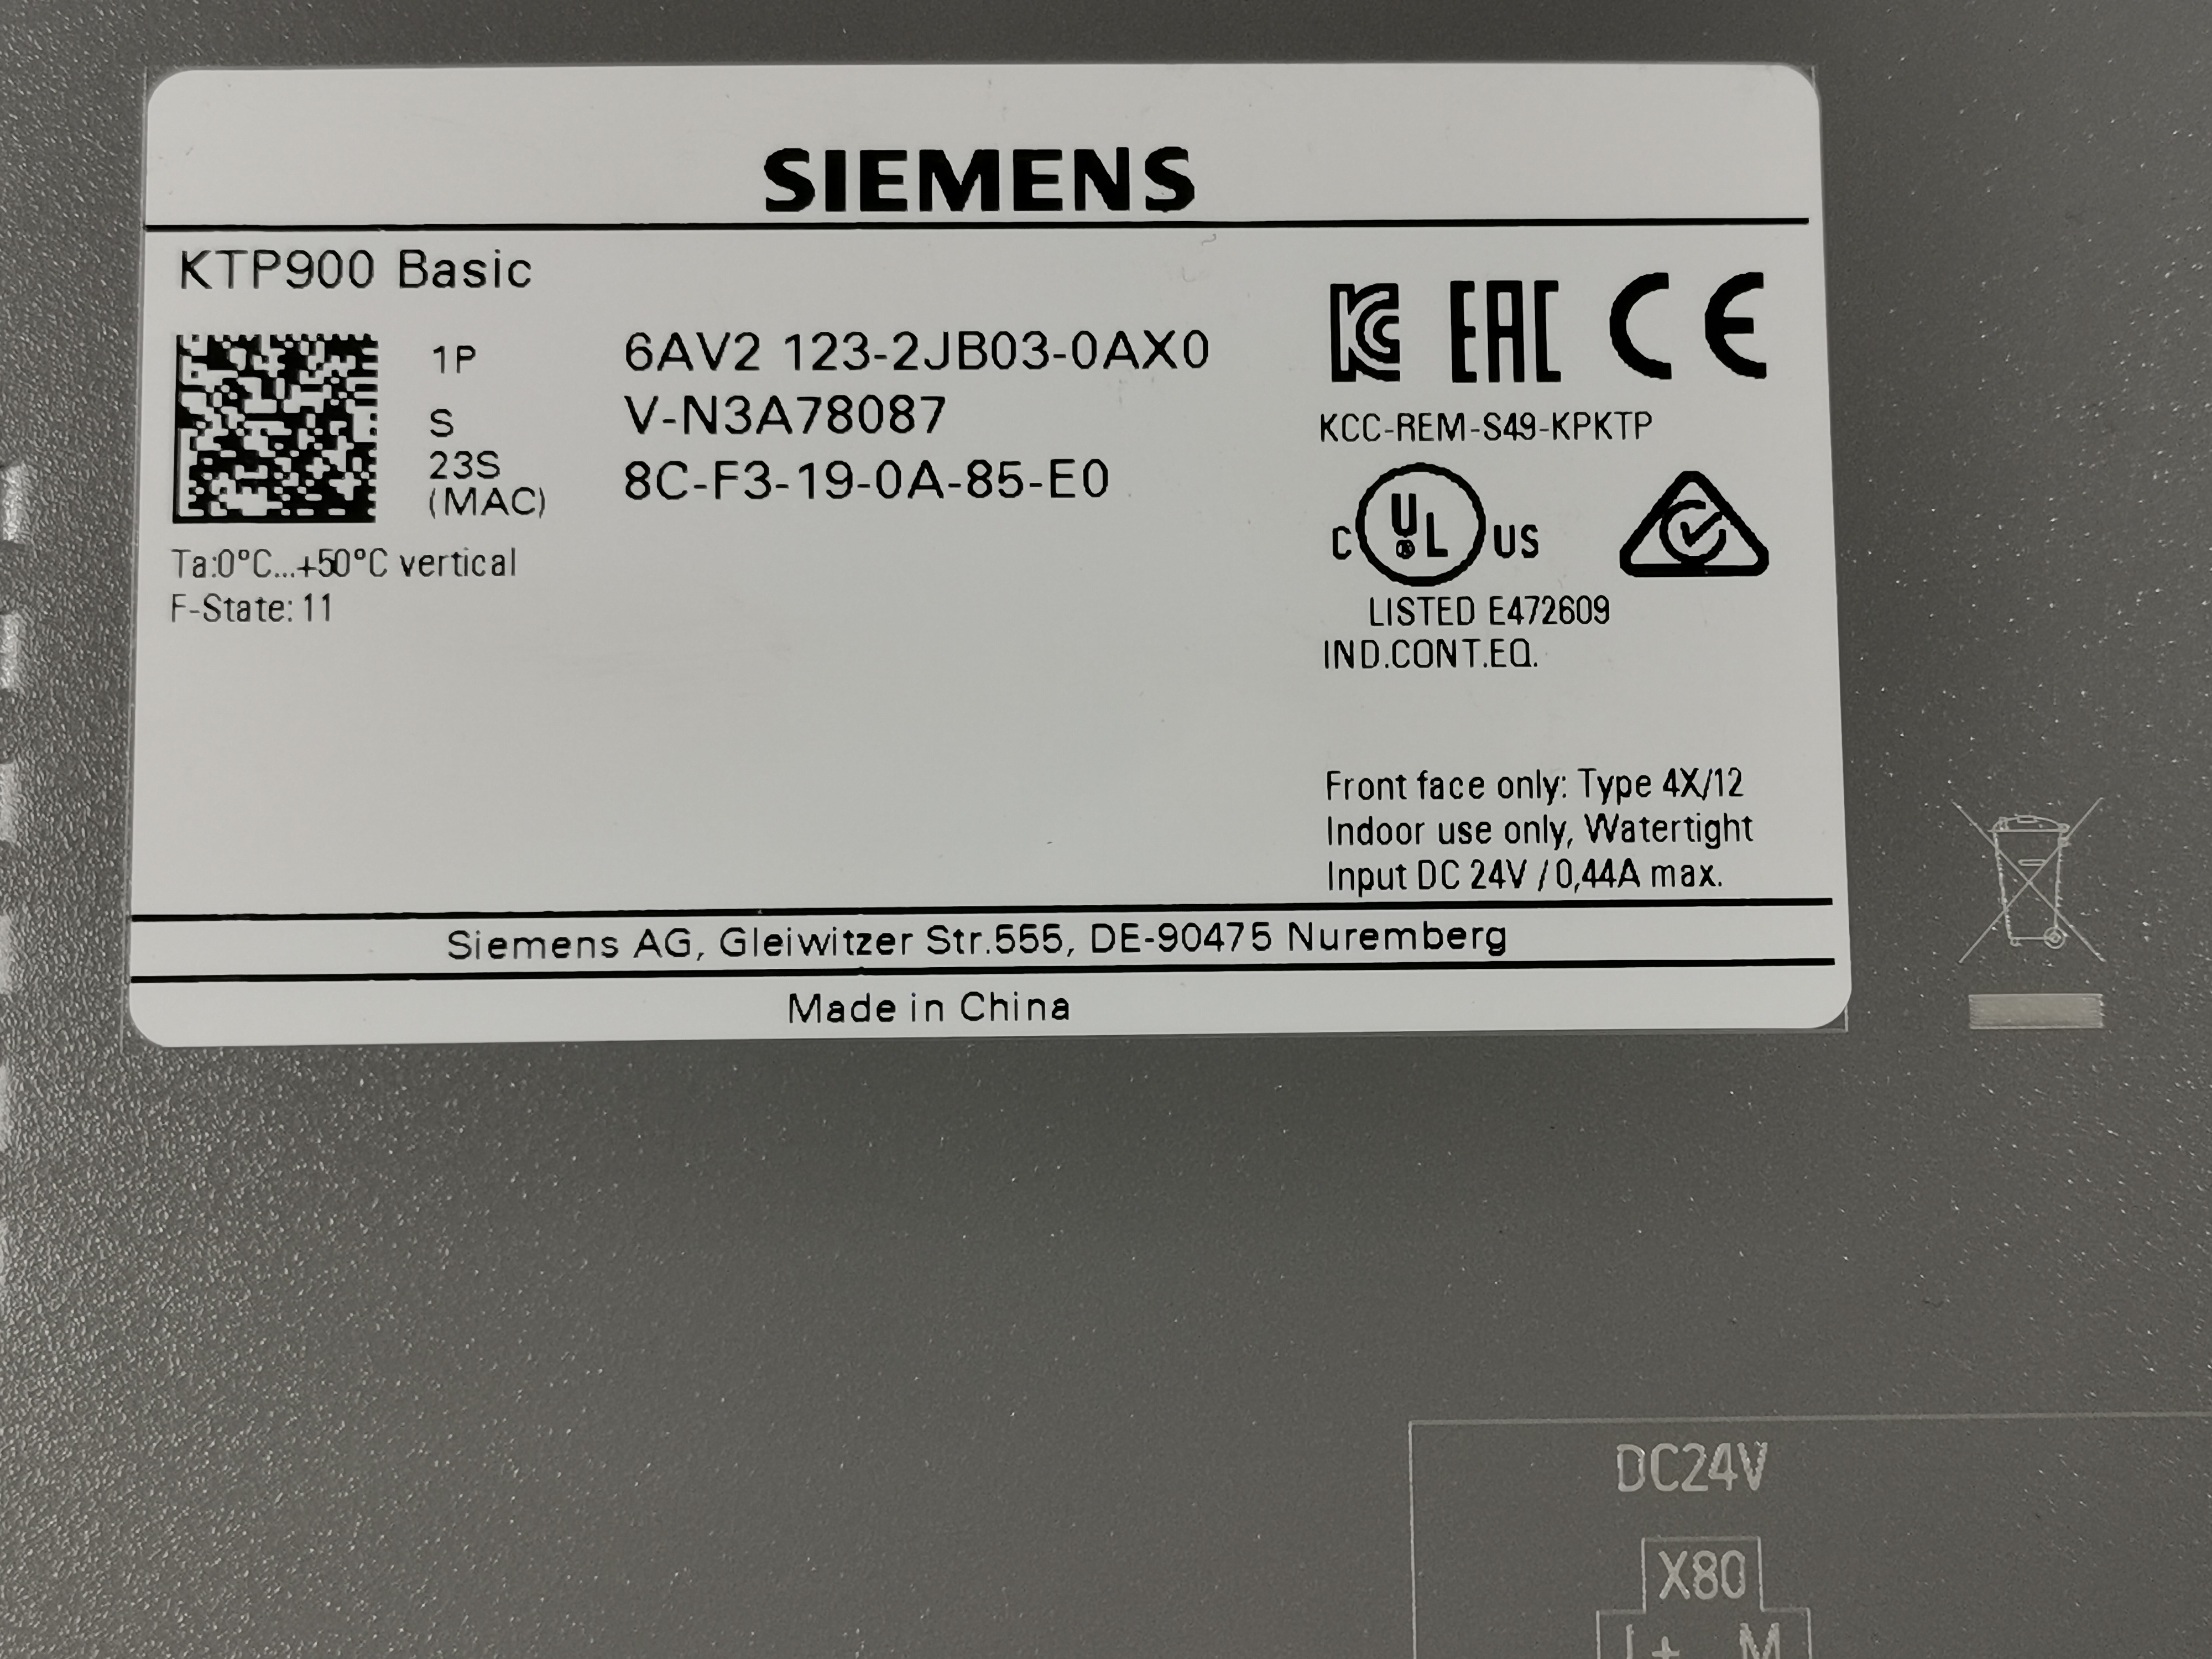 SIEMENS
KTP900 Basic
1P 6AV2 123-2JB03-0AX0
S V-N3A78087
23S
(MAC) 8C-F3-19-0A-85-E0
Ta:0°C...+50°C vertical
F-State: 11
KC EAC CE
KCC-REM-S49-KPKTP
C UL ® US
LISTED E472609
IND.CONT.EQ.
Front face only: Type 4X/12
Indoor use only, Watertight
Input DC 24V / 0,44A max.
Siemens AG, Gleiwitzer Str.555, DE-90475 Nuremberg
Made in China
DC24V
X80
L+ M